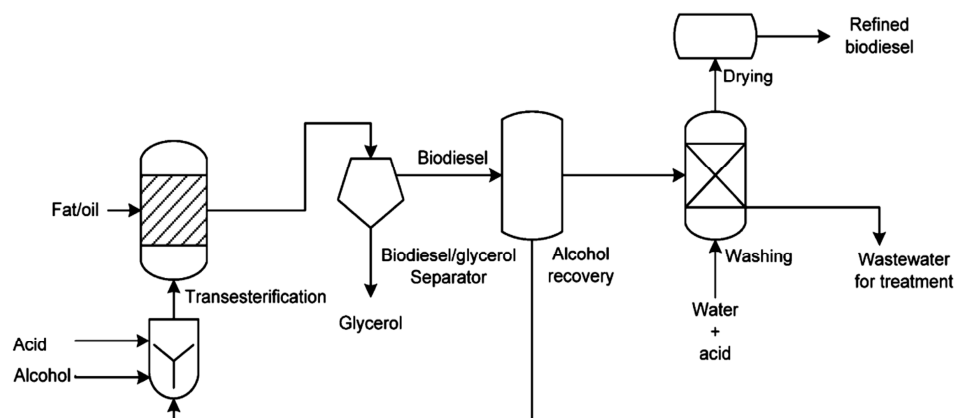 Refined
biodiesel
Drying
Biodiesel
Fat/oil
Biodiesel/glycerol
Separator
Alcohol
recovery
Washing
Wastewater
for treatment
Transesterification
Glycerol
Water
+
acid
Acid
Alcohol